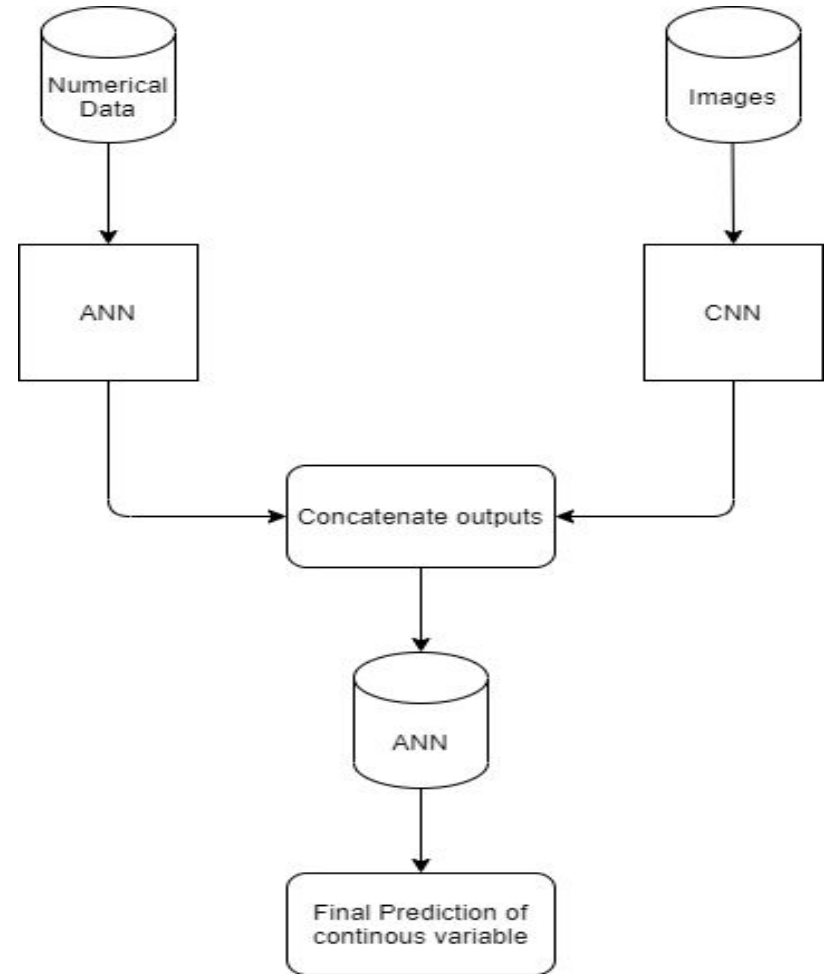 Numerical
Data
Images
ANN
CNN
Concatenate outputs
ANN
Final Prediction of
continous variable